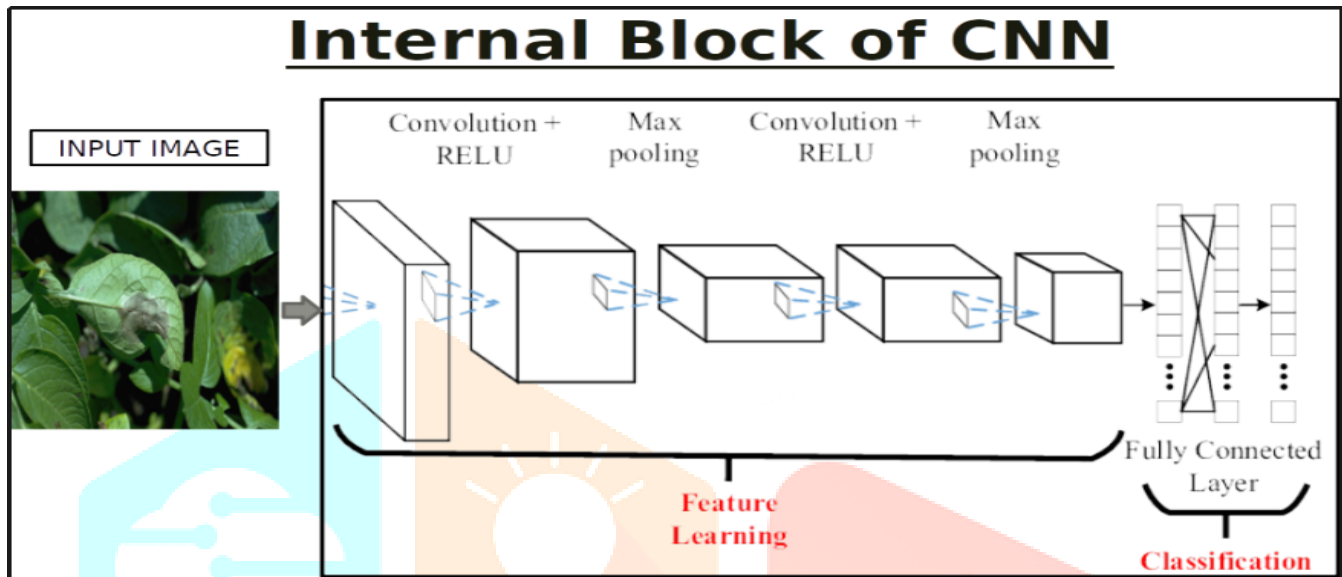 Internal Block of CNN
INPUT IMAGE
Convolution +
RELU
Max
pooling
Convolution +
RELU
Max
pooling
Fully Connected
Layer
Feature
Learning
Classification